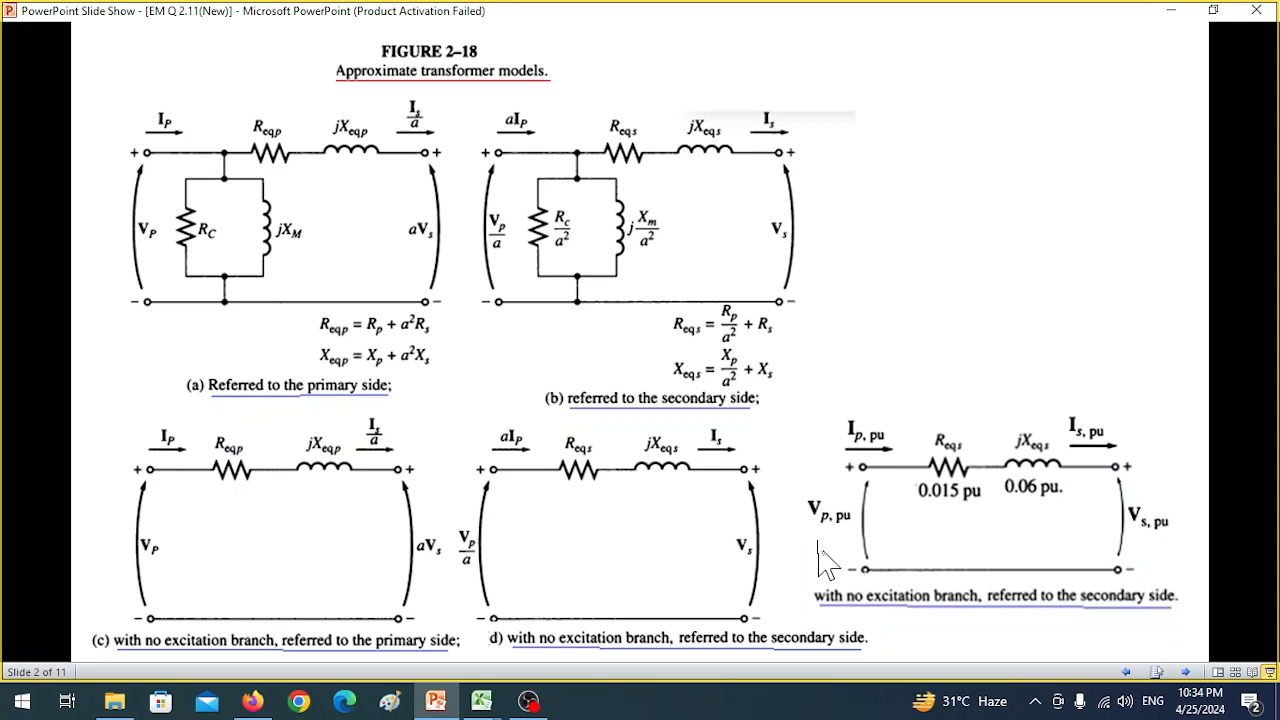 PowerPoint Slide Show - [EM Q 2.11(New)] - Microsoft PowerPoint (Product Activation Failed)
FIGURE 2–18
Approximate transformer models.
I_P R_eqp jX_eqp I_s/a
+ +
V_P R_C jX_M aV_s
- -
R_eqp = R_p + a²R_s
X_eqp = X_p + a²X_s
(a) Referred to the primary side;
aI_P R_eqs jX_eqs I_s
+ +
V_p/a R_c/a² j X_m/a² V_s
- -
R_eqs = R_p/a² + R_s
X_eqs = X_p/a² + X_s
(b) referred to the secondary side;
I_P R_eqp jX_eqp I_s/a
+ +
V_P aV_s
- -
(c) with no excitation branch, referred to the primary side;
aI_P R_eqs jX_eqs I_s
+ +
V_p/a V_s
- -
d) with no excitation branch, referred to the secondary side.
I_p, pu R_eqs jX_eqs I_s, pu
+ +
0.015 pu 0.06 pu.
V_p, pu V_s, pu
- -
with no excitation branch, referred to the secondary side.
Slide 2 of 11
31°C Haze
ENG
10:34 PM
4/25/2024
2